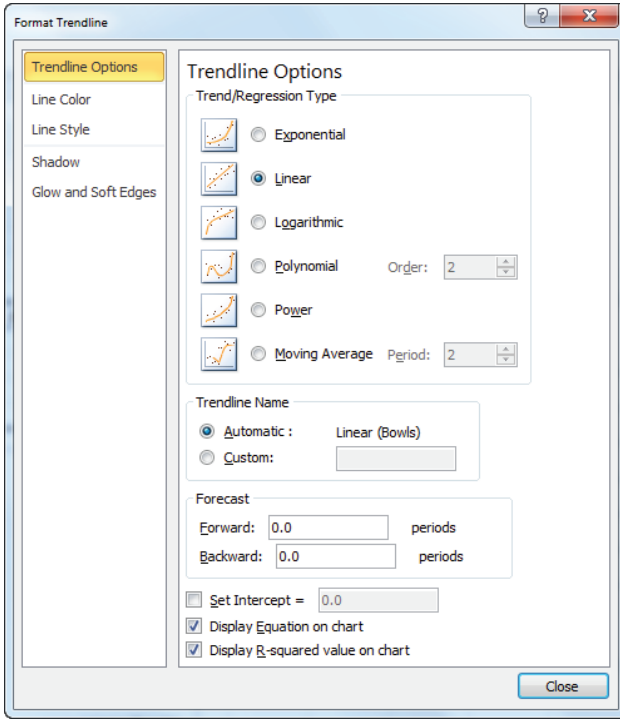 Format Trendline
Trendline Options
Line Color
Line Style
Shadow
Glow and Soft Edges
Trendline Options
Trend/Regression Type
Exponential
Linear
Logarithmic
Polynomial Order: 2
Power
Moving Average Period: 2
Trendline Name
Automatic : Linear (Bowls)
Custom:
Forecast
Forward: 0.0 periods
Backward: 0.0 periods
Set Intercept = 0.0
Display Equation on chart
Display R-squared value on chart
Close